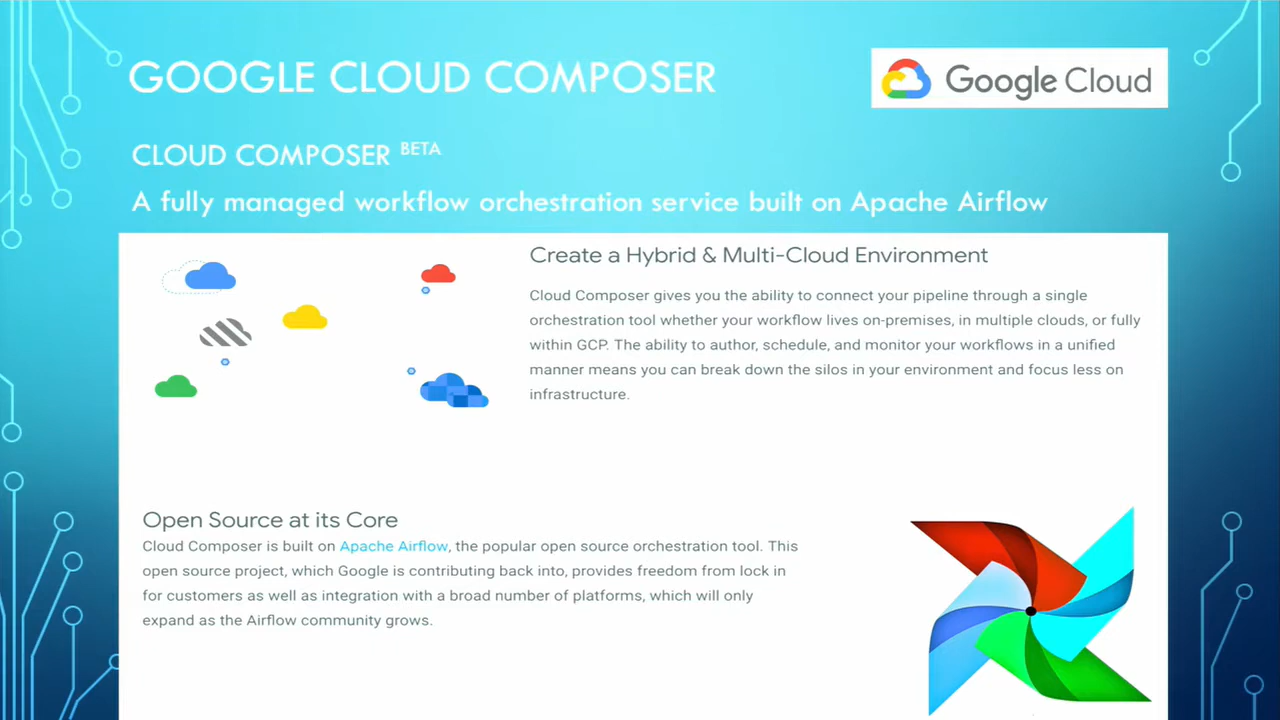 GOOGLE CLOUD COMPOSER
Google Cloud
CLOUD COMPOSER BETA
A fully managed workflow orchestration service built on Apache Airflow
Create a Hybrid & Multi-Cloud Environment
Cloud Composer gives you the ability to connect your pipeline through a single
orchestration tool whether your workflow lives on-premises, in multiple clouds, or fully
within GCP. The ability to author, schedule, and monitor your workflows in a unified
manner means you can break down the silos in your environment and focus less on
infrastructure.
Open Source at its Core
Cloud Composer is built on Apache Airflow, the popular open source orchestration tool. This
open source project, which Google is contributing back into, provides freedom from lock in
for customers as well as integration with a broad number of platforms, which will only
expand as the Airflow community grows.